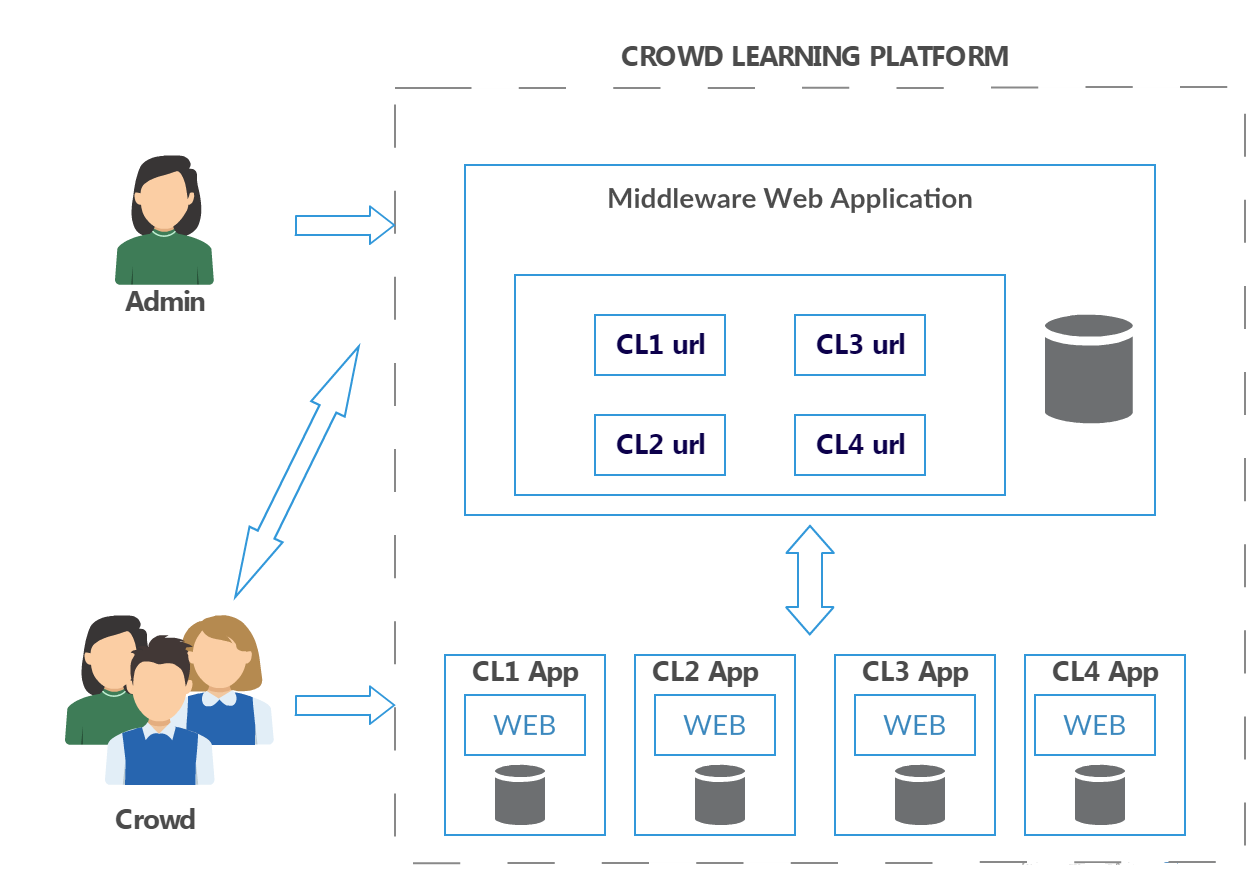 CROWD LEARNING PLATFORM
Middleware Web Application
CL1 url
CL3 url
CL2 url
CL4 url
Admin
CL1 App
CL2 App
CL3 App
CL4 App
WEB
WEB
WEB
WEB
Crowd